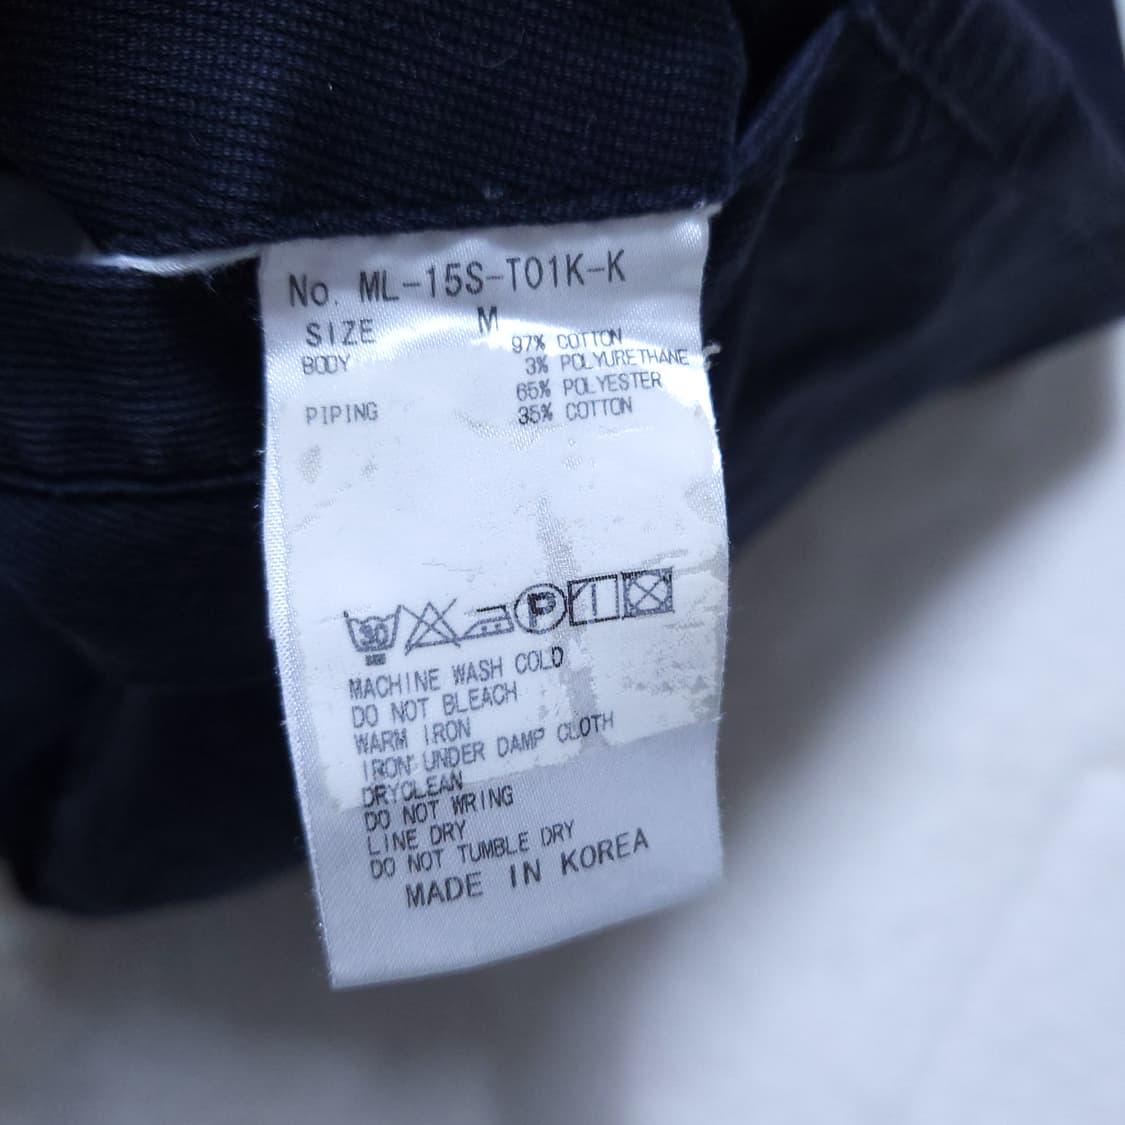 No. ML-15S-T01K-K
SIZE M
BODY 97% COTTON
3% POLYURETHANE
65% POLYESTER
PIPING 35% COTTON
30 P
MACHINE WASH COLD
DO NOT BLEACH
WARM IRON
IRON UNDER DAMP CLOTH
DRYCLEAN
DO NOT WRING
LINE DRY
DO NOT TUMBLE DRY
MADE IN KOREA